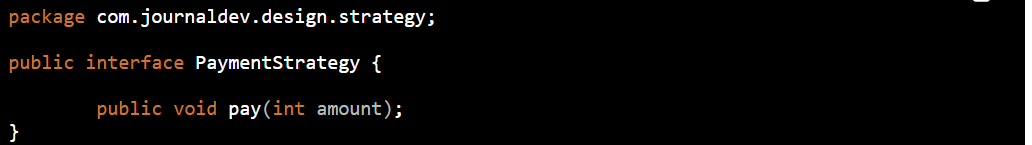 package com.journaldev.design.strategy;
public interface PaymentStrategy {
public void pay(int amount);
}